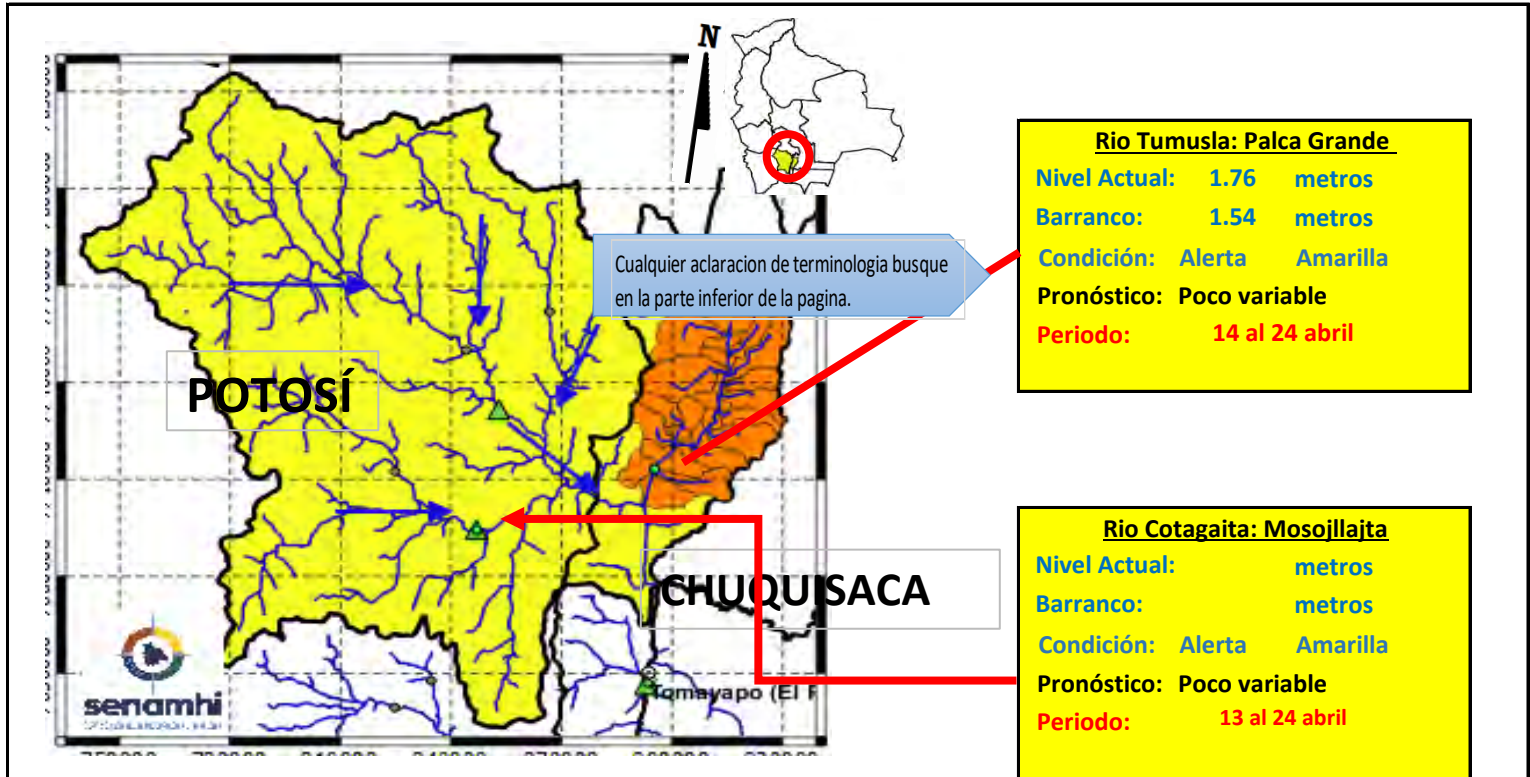 N
Cualquier aclaracion de terminologia busque
en la parte inferior de la pagina.
POTOSÍ
CHUQUISACA
senamhi
Tomayapo (El
Rio Tumusla: Palca Grande
Nivel Actual: 1.76 metros
Barranco: 1.54 metros
Condición: Alerta Amarilla
Pronóstico: Poco variable
Periodo: 14 al 24 abril
Rio Cotagaita: Mosojllajta
Nivel Actual: metros
Barranco: metros
Condición: Alerta Amarilla
Pronóstico: Poco variable
Periodo: 13 al 24 abril